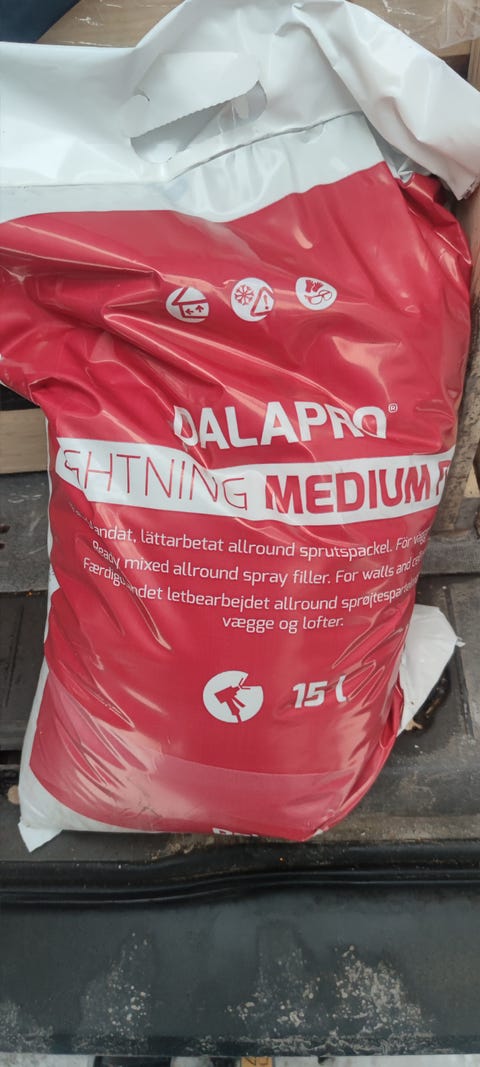 DALAPRO®
GHTNING MEDIUM F
lättarbetat allround sprutspackel. För
Ready mixed allround spray filler. For walls and
letbearbejdet allround
vægge og lofter.
15 L